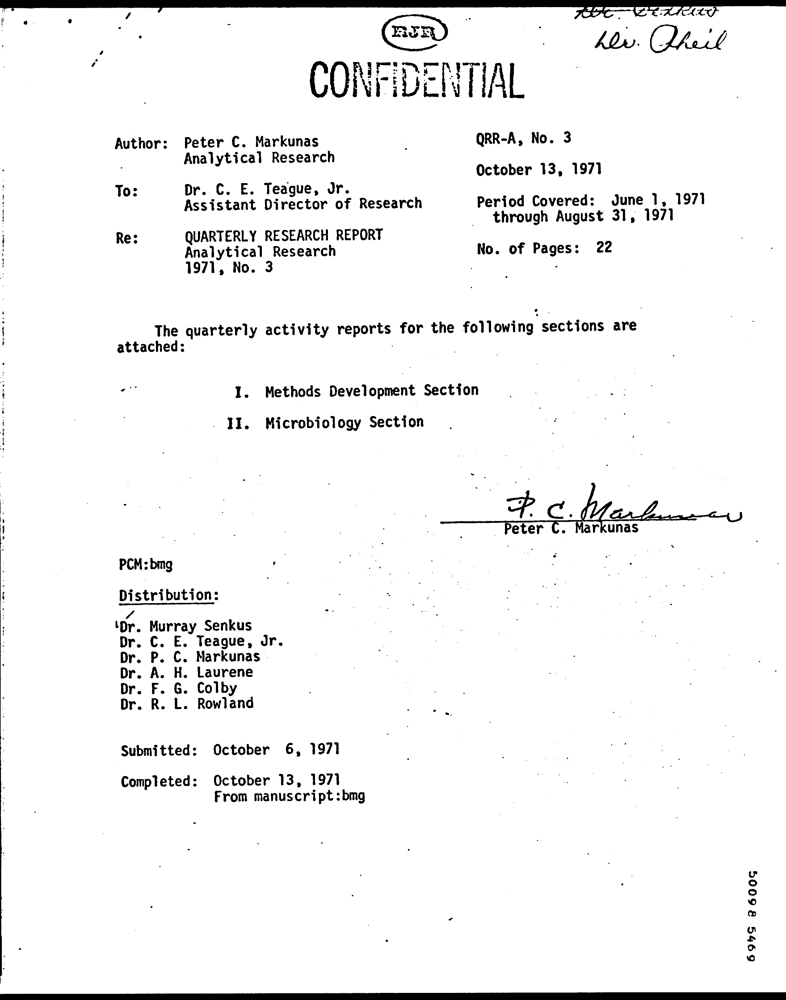 RJR
Dr. Senkus
CONFIDENTIAL
Author: Peter C. Markunas
Analytical Research
QRR-A, No. 3
October 13, 1971
To: Dr. C. E. Teague, Jr.
Assistant Director of Research
Period Covered: June 1, 1971
through August 31, 1971
Re: QUARTERLY RESEARCH REPORT
Analytical Research
1971, No. 3
No. of Pages: 22
The quarterly activity reports for the following sections are
attached:
I. Methods Development Section
II. Microbiology Section
P. C. Markunas
Peter C. Markunas
PCM:bmg
Distribution:
Dr. Murray Senkus
Dr. C. E. Teague, Jr.
Dr. P. C. Markunas
Dr. A. H. Laurene
Dr. F. G. Colby
Dr. R. L. Rowland
Submitted: October 6, 1971
Completed: October 13, 1971
From manuscript:bmg
50098 5469